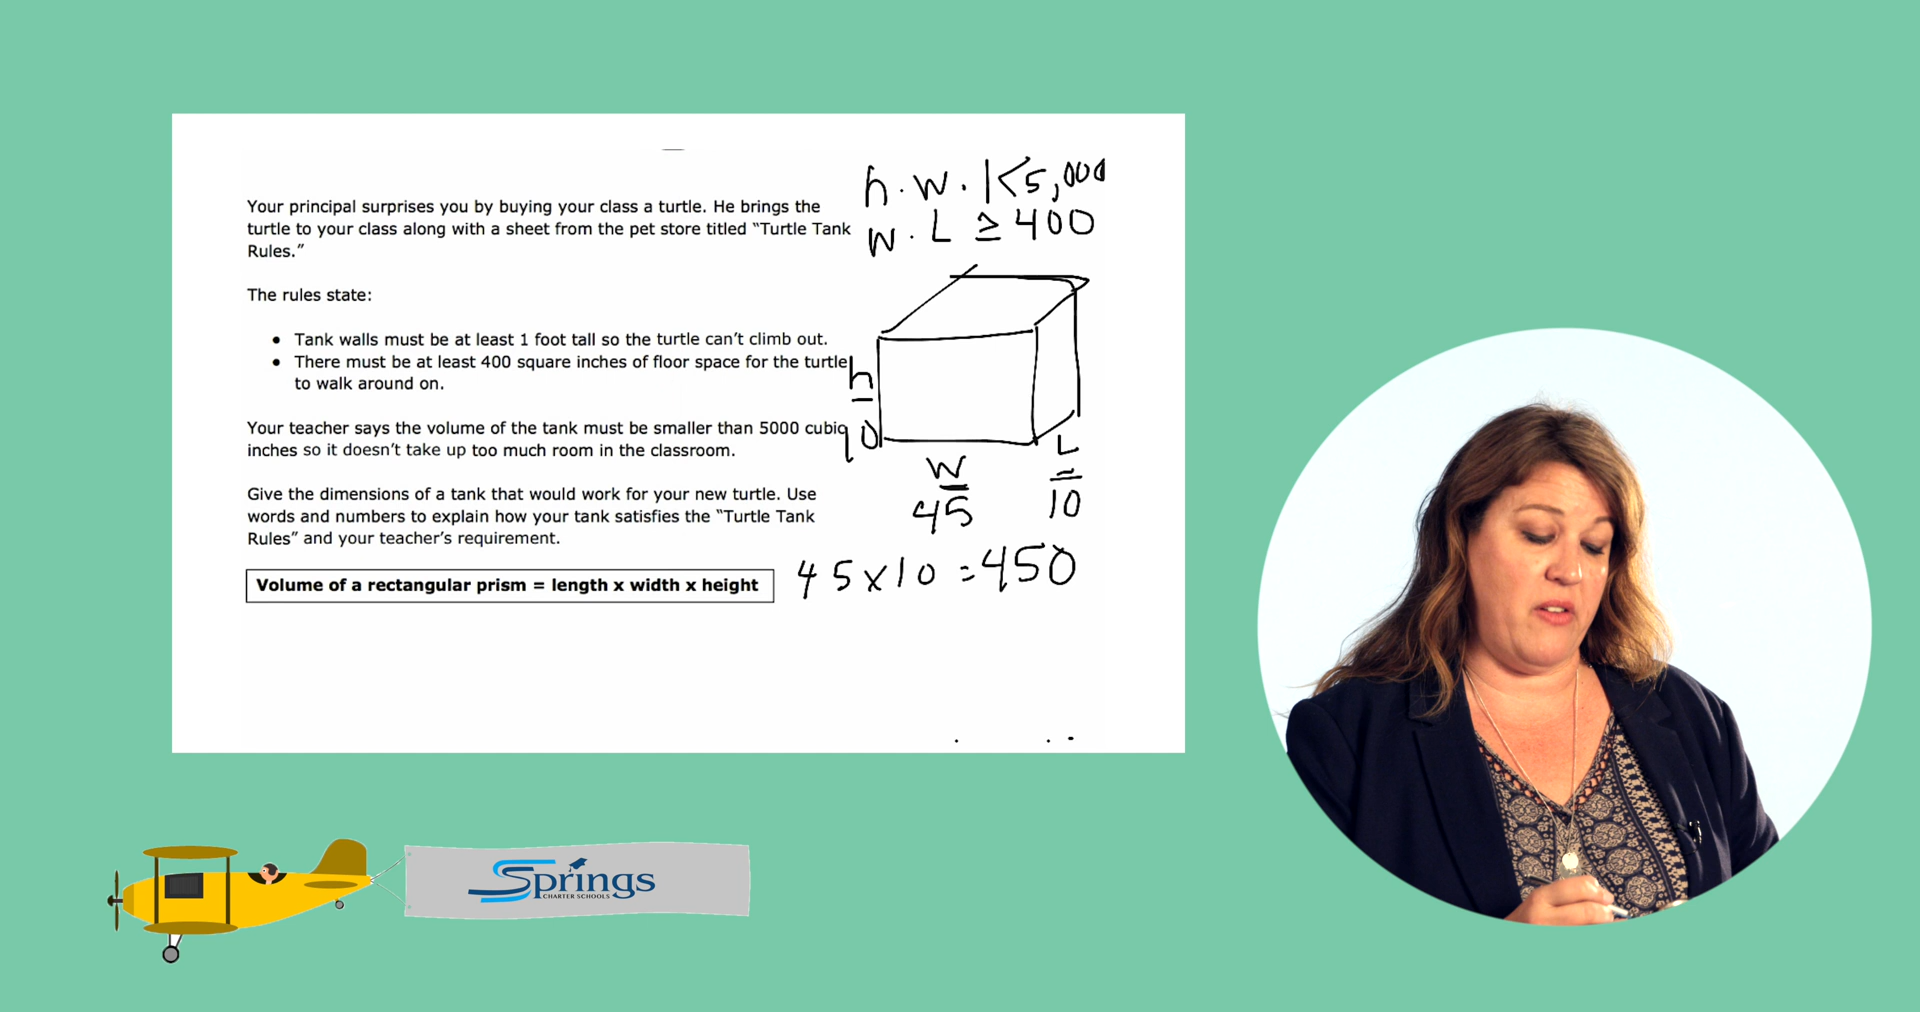 Your principal surprises you by buying your class a turtle. He brings the
turtle to your class along with a sheet from the pet store titled “Turtle Tank
Rules.”
The rules state:
• Tank walls must be at least 1 foot tall so the turtle can’t climb out.
• There must be at least 400 square inches of floor space for the turtle
to walk around on.
Your teacher says the volume of the tank must be smaller than 5000 cubic
inches so it doesn’t take up too much room in the classroom.
Give the dimensions of a tank that would work for your new turtle. Use
words and numbers to explain how your tank satisfies the “Turtle Tank
Rules” and your teacher’s requirement.
Volume of a rectangular prism = length x width x height
h · w · l < 5,000
W · L ≥ 400
h
10
W
45
L
=
10
45 x 10 = 450
Springs
CHARTER SCHOOLS